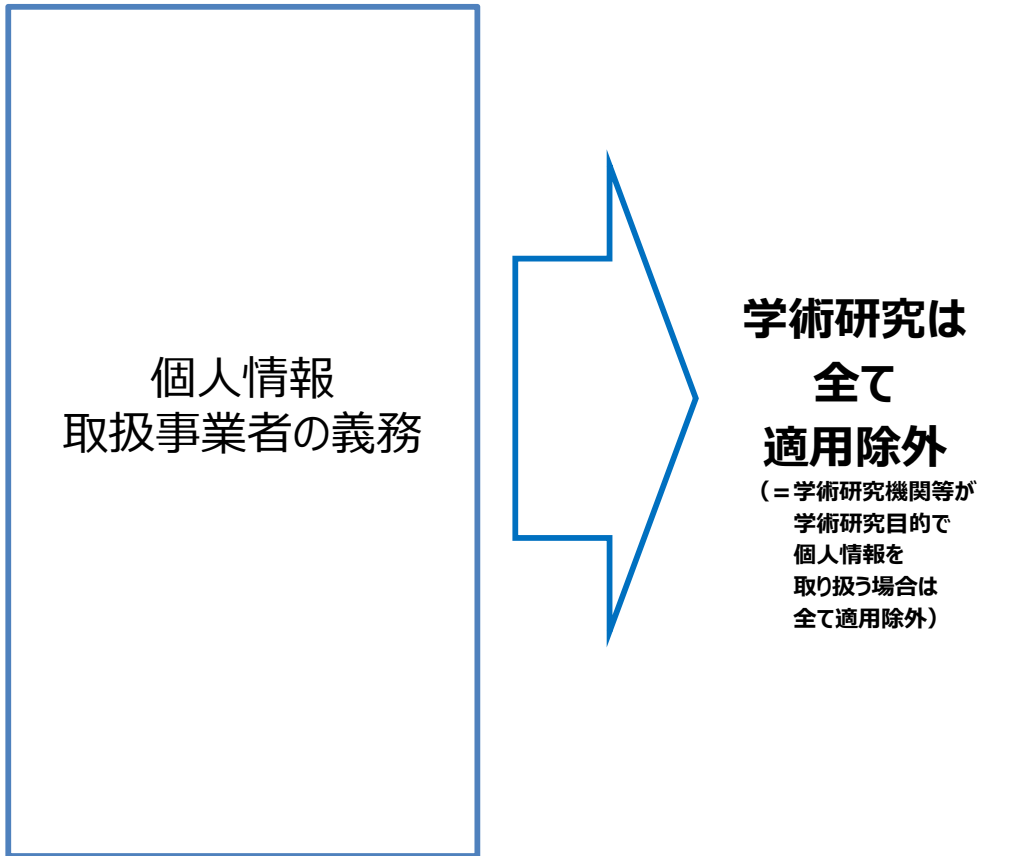 個人情報
取扱事業者の義務
学術研究は
全て
適用除外
（＝学術研究機関等が
学術研究目的で
個人情報を
取り扱う場合は
全て適用除外）